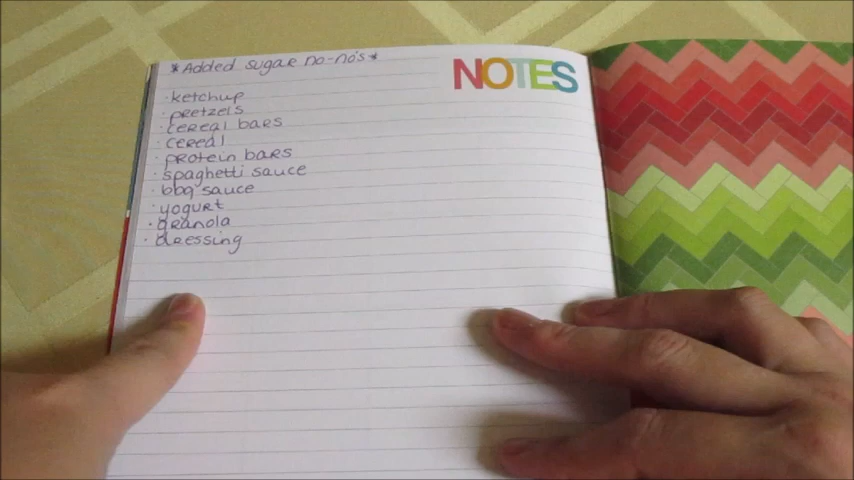 *Added sugar no-no's*
NOTES
· ketchup
· pretzels
· cereal bars
· cereal
· protein bars
· spaghetti sauce
· bbq sauce
· yogurt
· granola
· dressing